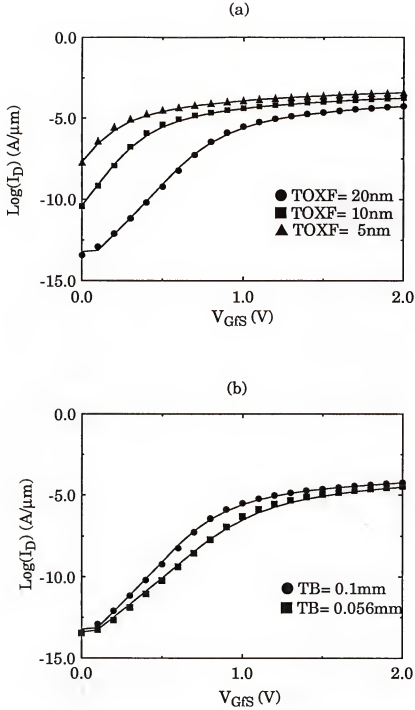 (a)
0.0
-5.0
-10.0
-15.0
Log(I_D) (A/μm)
● TOXF= 20nm
■ TOXF= 10nm
▲ TOXF= 5nm
0.0 1.0 2.0
V_GfS (V)
(b)
0.0
-5.0
-10.0
-15.0
Log(I_D) (A/μm)
● TB= 0.1mm
■ TB= 0.056mm
0.0 1.0 2.0
V_GfS (V)